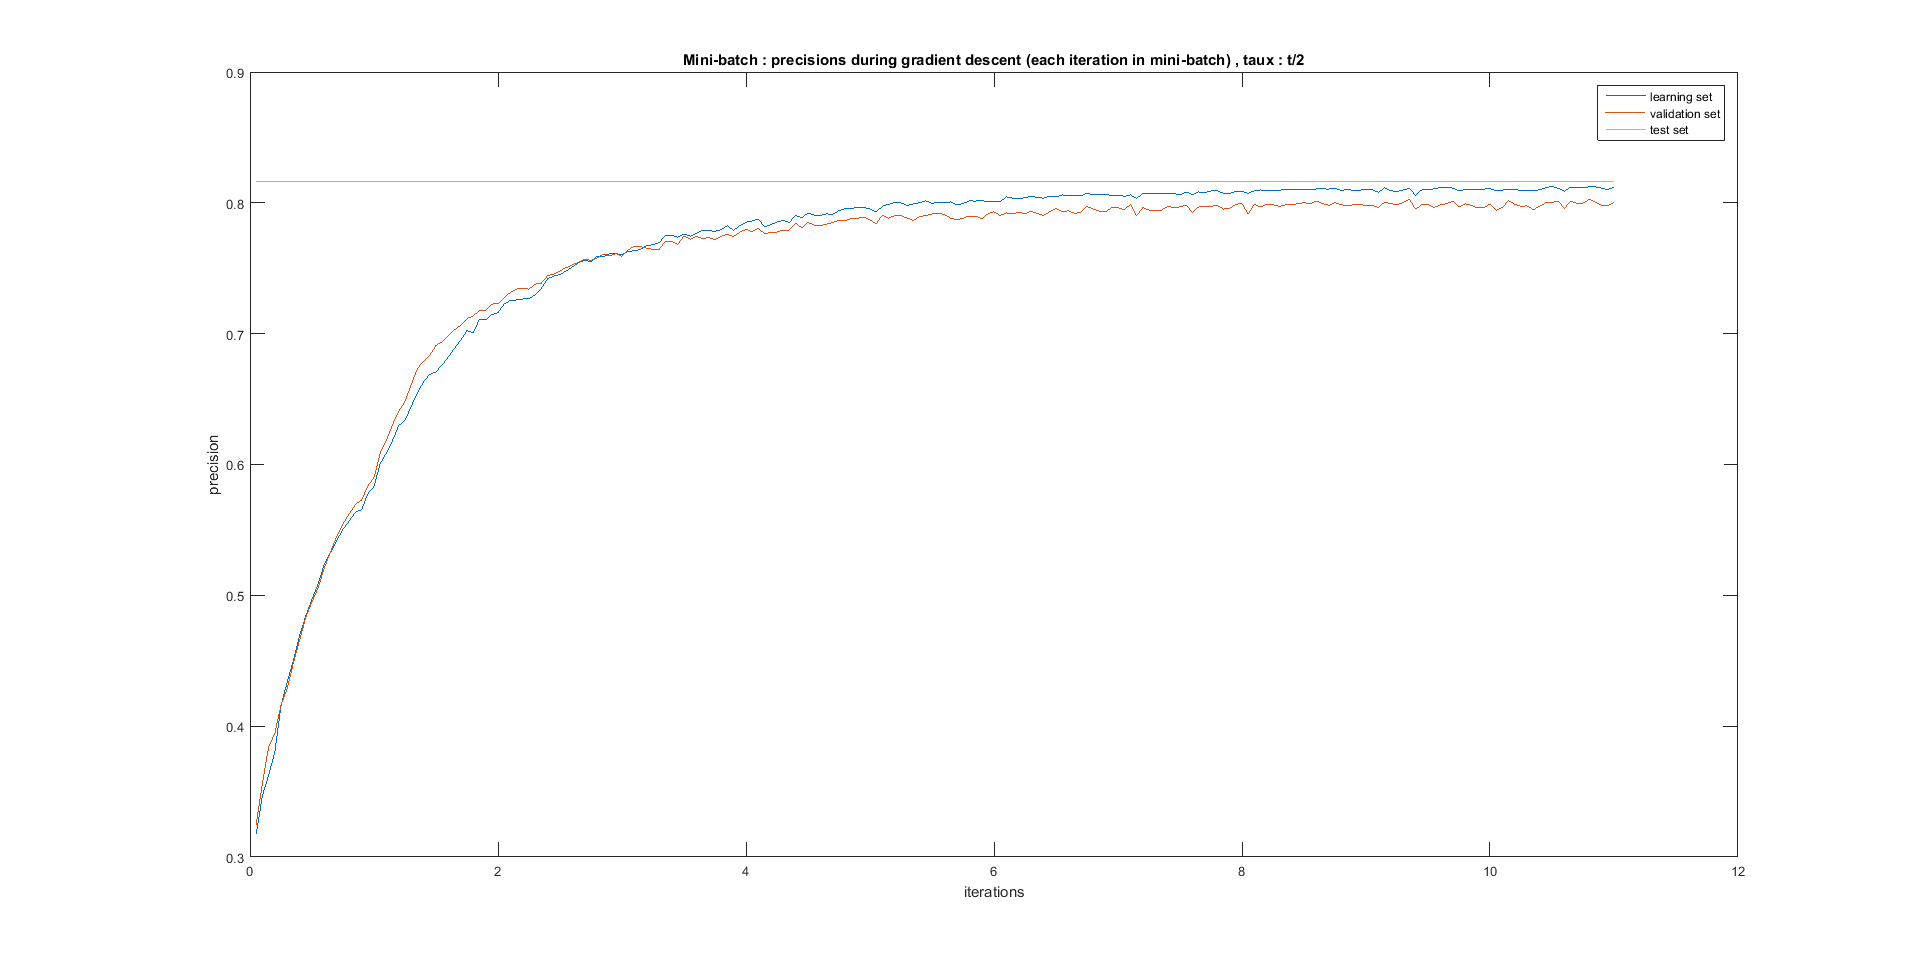 Mini-batch : precisions during gradient descent (each iteration in mini-batch) , taux : t/2
learning set
validation set
test set
0.9
0.8
0.7
0.6
0.5
0.4
0.3
precision
0 2 4 6 8 10 12
iterations